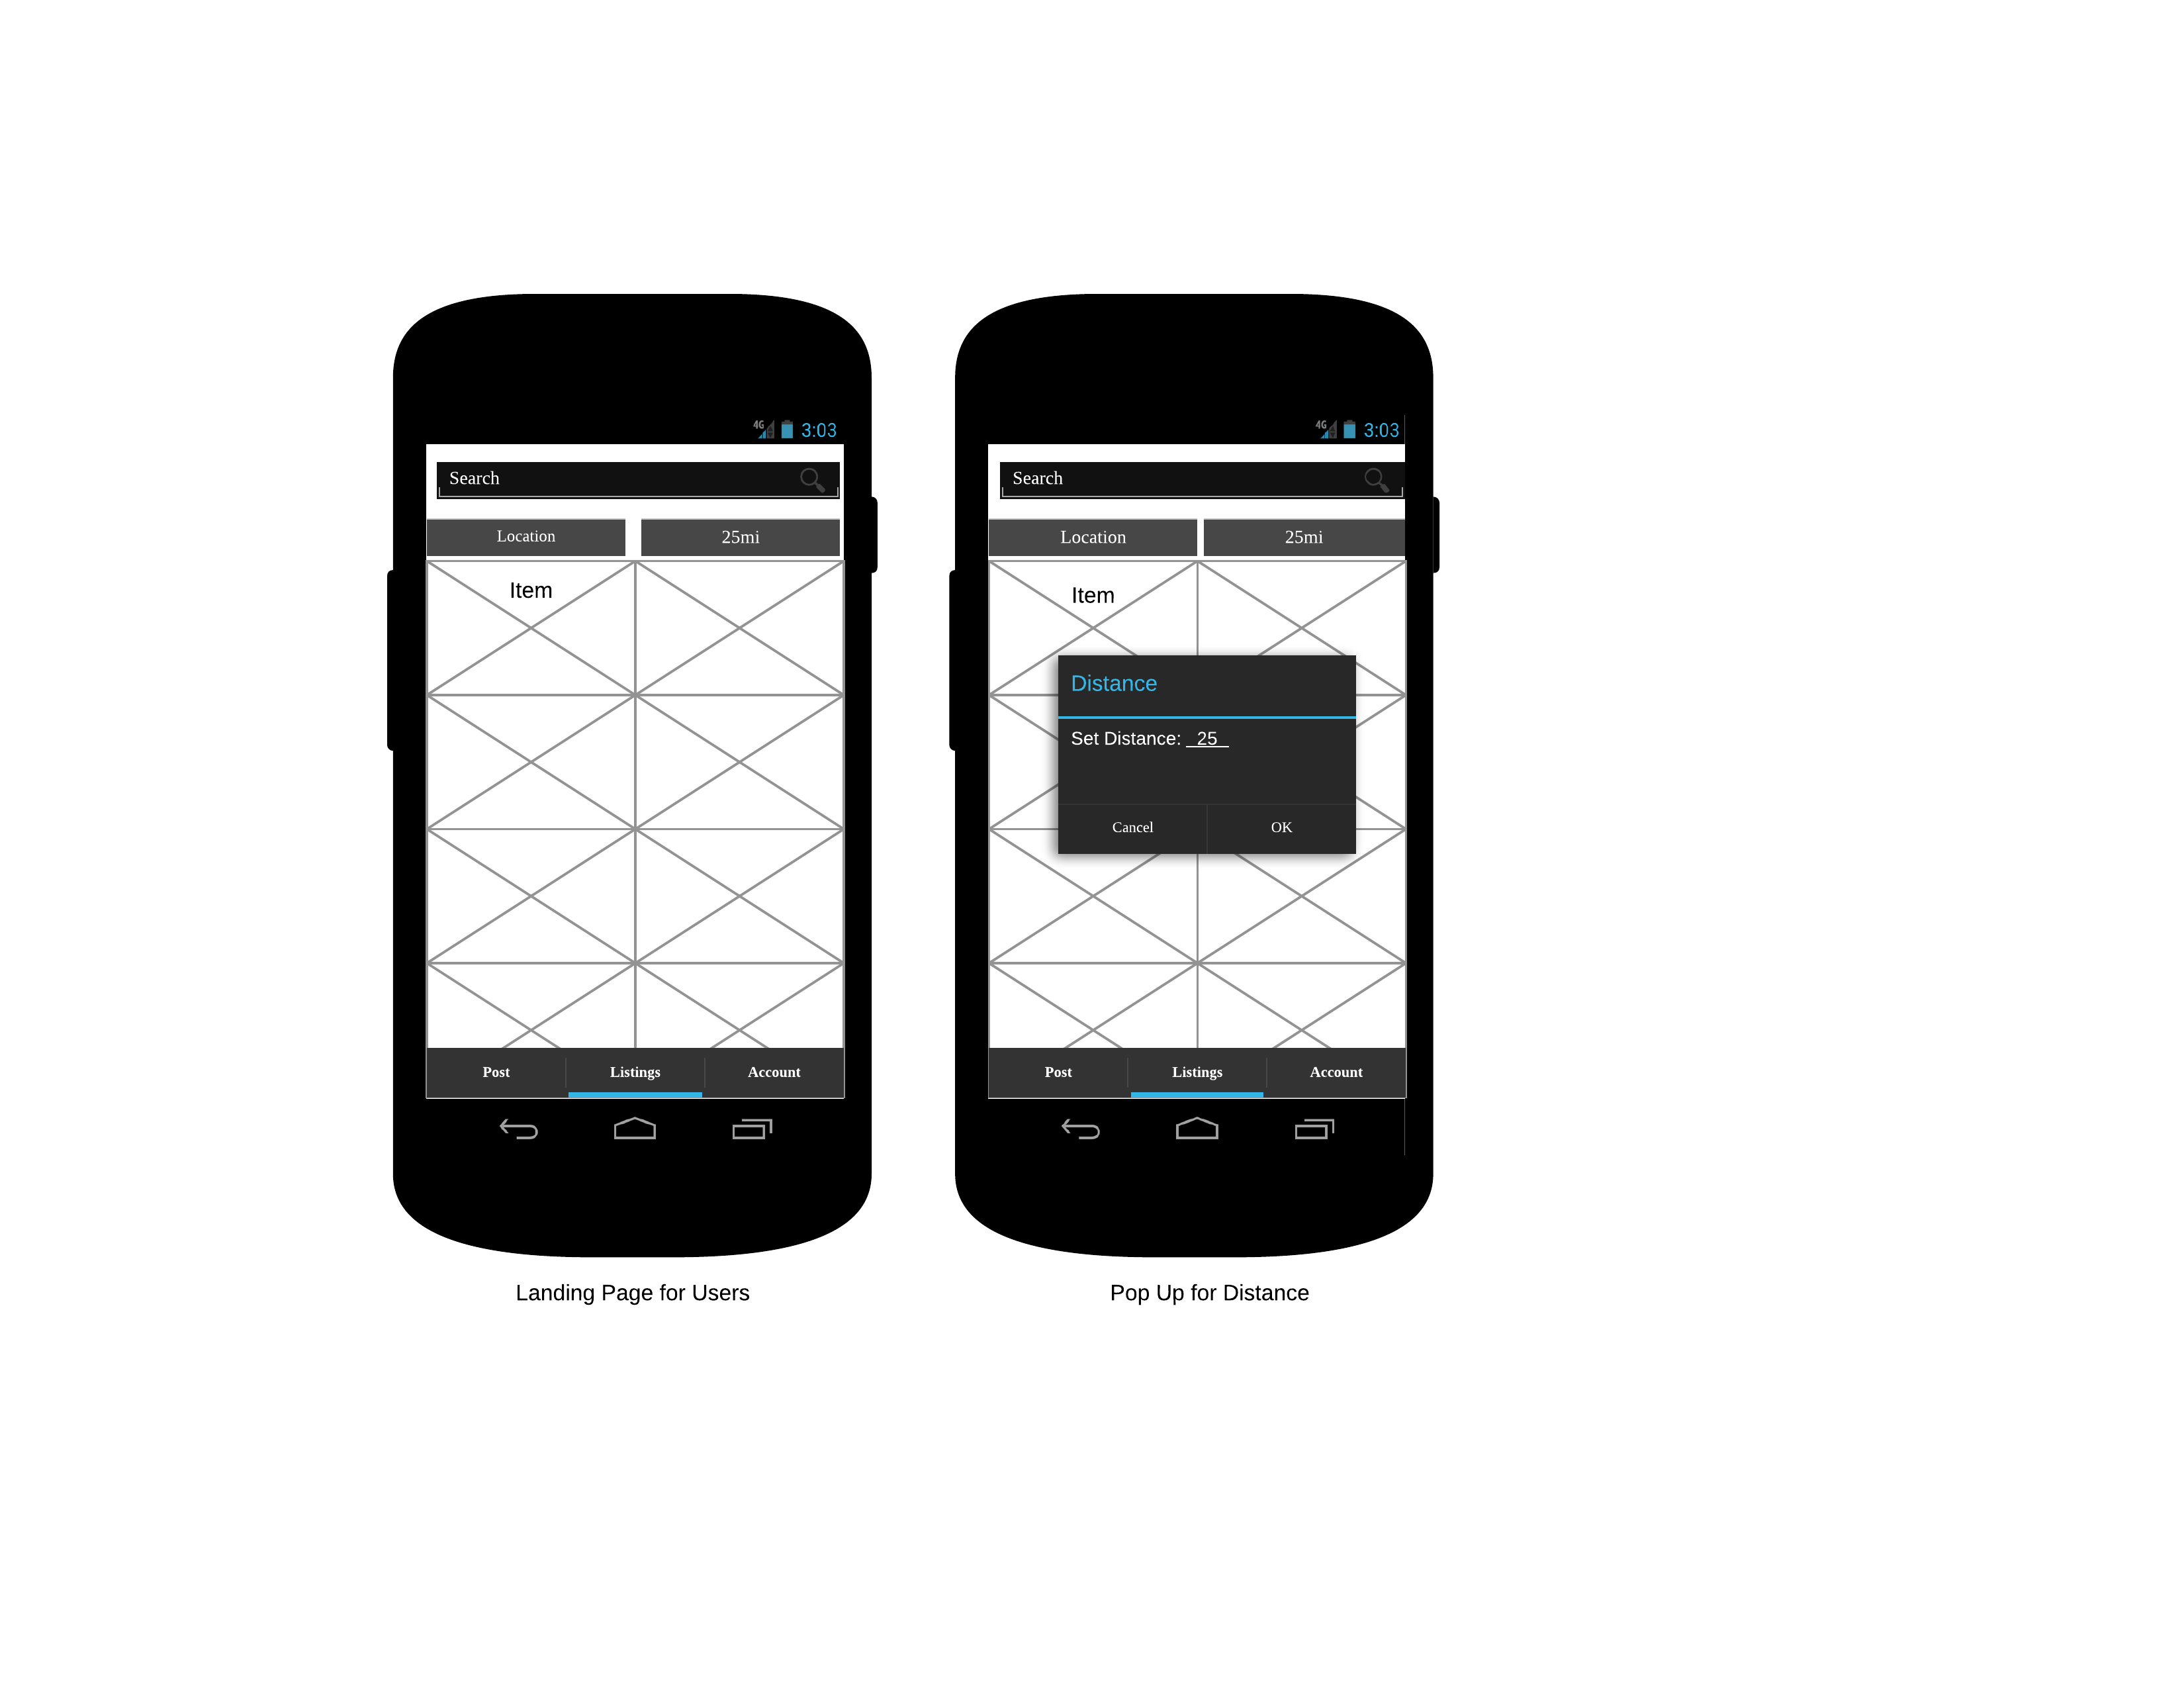 4G 3:03
Search
Location 25mi
Item
Post Listings Account
Landing Page for Users
4G 3:03
Search
Location 25mi
Item
Distance
Set Distance: 25
Cancel OK
Post Listings Account
Pop Up for Distance